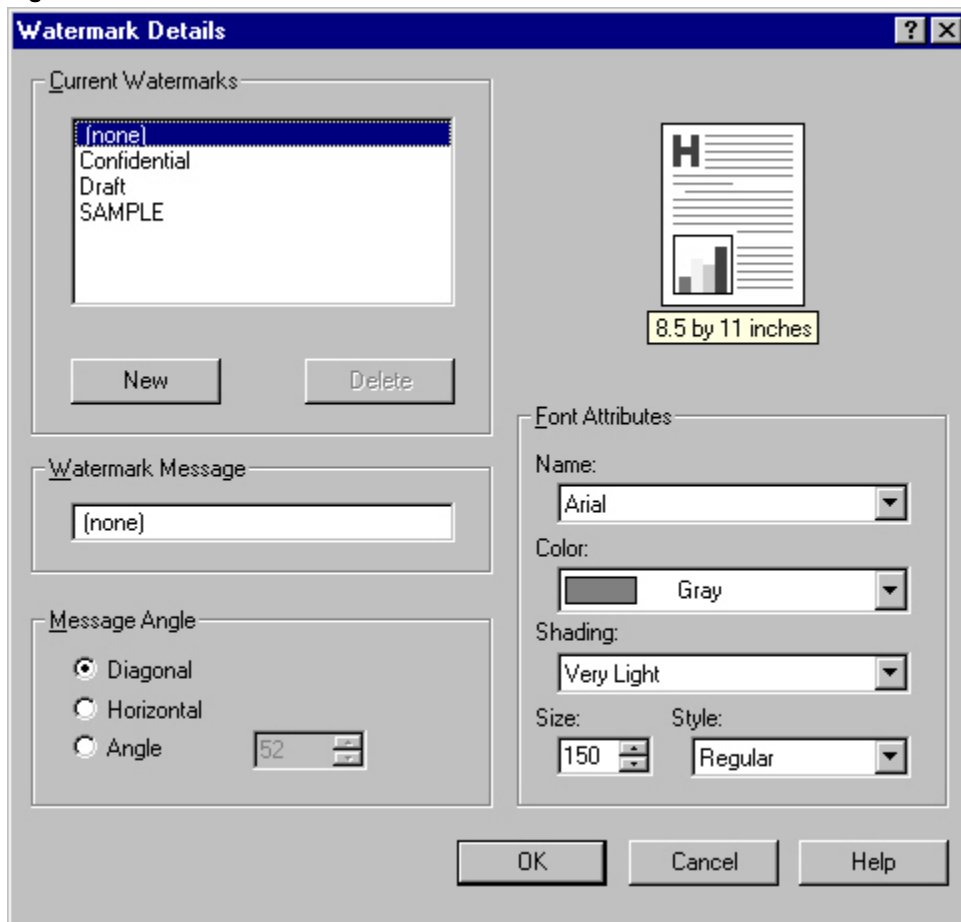 Watermark Details
Current Watermarks
(none)
Confidential
Draft
SAMPLE
New
Delete
H
8.5 by 11 inches
Watermark Message
(none)
Message Angle
Diagonal
Horizontal
Angle
52
Font Attributes
Name:
Arial
Color:
Gray
Shading:
Very Light
Size: Style:
150 Regular
OK Cancel Help